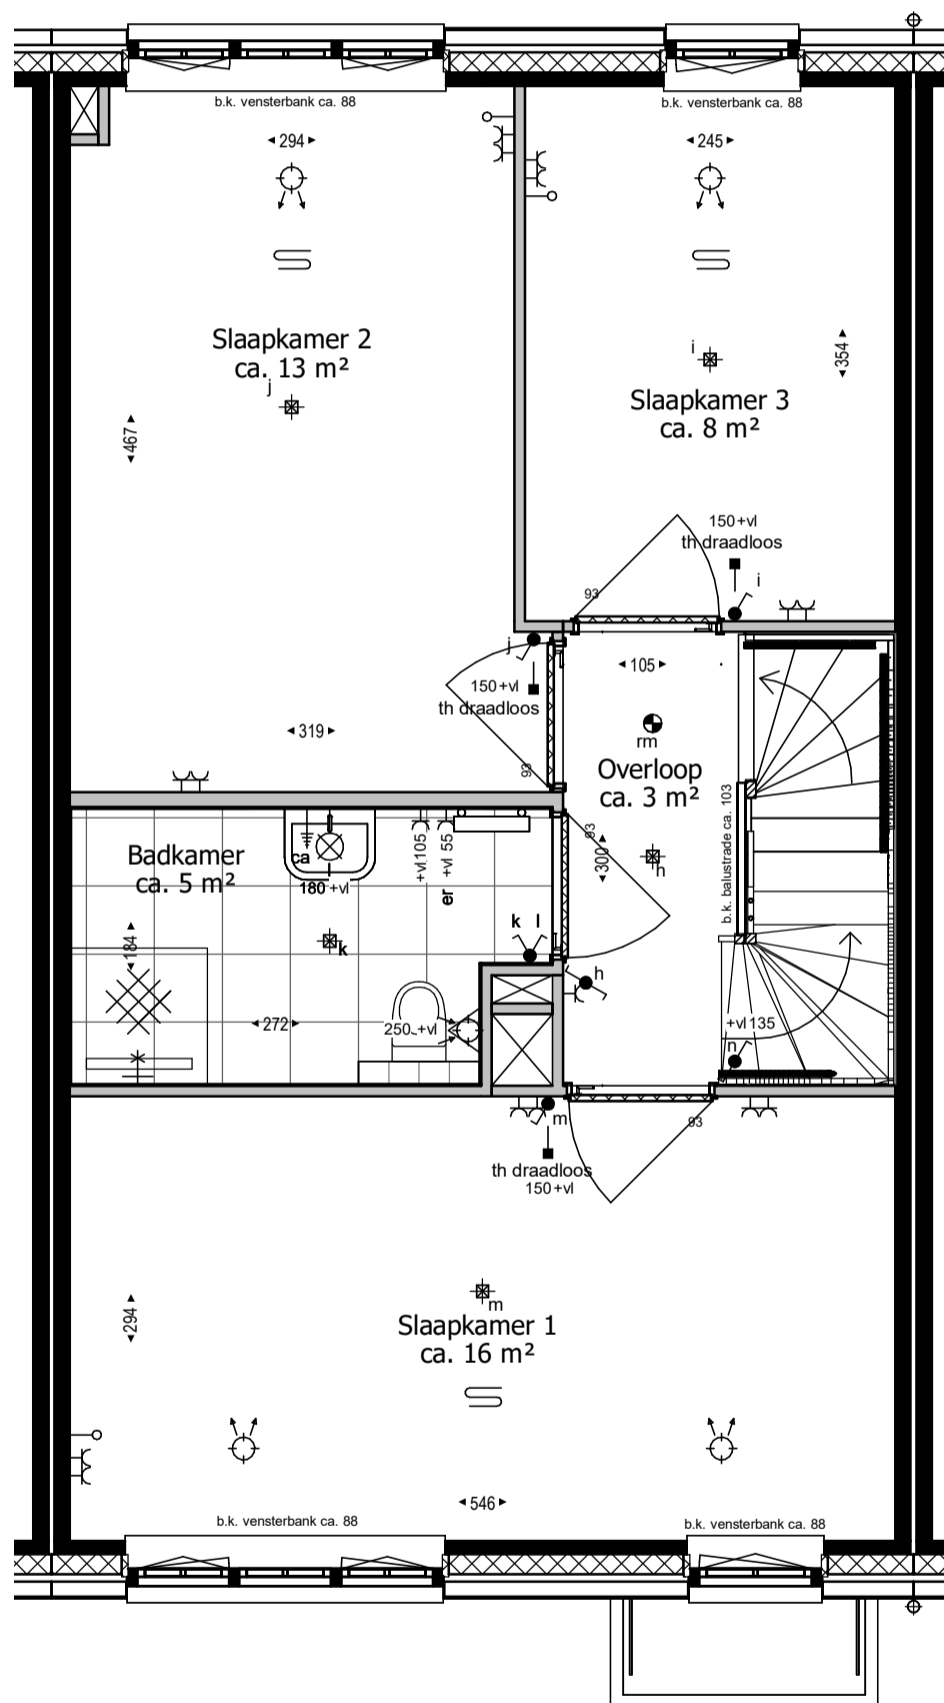 b.k. vensterbank ca. 88
b.k. vensterbank ca. 88
294
245
Slaapkamer 2
ca. 13 m²
j
i
354
Slaapkamer 3
ca. 8 m²
467
150+vl
th draadloos
93
i
j
150+vl
th draadloos
105
rm
319
93
Overloop
ca. 3 m²
b.k. balustrade ca. 103
93
300
h
Badkamer
ca. 5 m²
ca
180 +vl
+vl 105
er +vl 55
k l
184
k
h
272
250 +vl
+vl 135
n
m
93
th draadloos
150+vl
294
m
Slaapkamer 1
ca. 16 m²
546
b.k. vensterbank ca. 88
b.k. vensterbank ca. 88